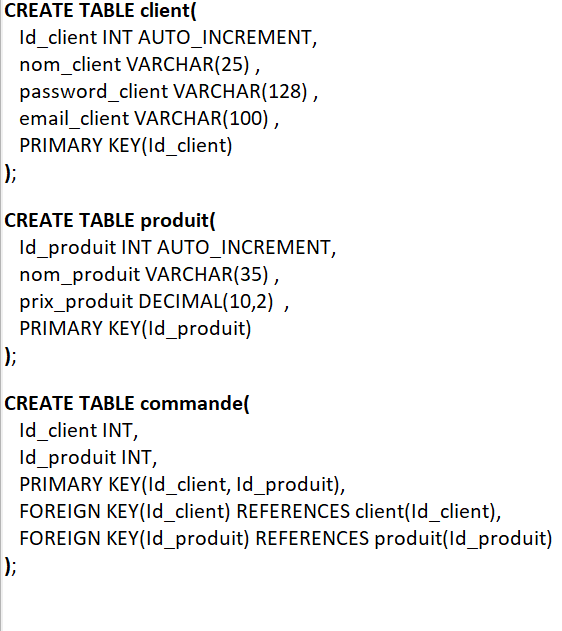 CREATE TABLE client(
Id_client INT AUTO_INCREMENT,
nom_client VARCHAR(25) ,
password_client VARCHAR(128) ,
email_client VARCHAR(100) ,
PRIMARY KEY(Id_client)
);
CREATE TABLE produit(
Id_produit INT AUTO_INCREMENT,
nom_produit VARCHAR(35) ,
prix_produit DECIMAL(10,2) ,
PRIMARY KEY(Id_produit)
);
CREATE TABLE commande(
Id_client INT,
Id_produit INT,
PRIMARY KEY(Id_client, Id_produit),
FOREIGN KEY(Id_client) REFERENCES client(Id_client),
FOREIGN KEY(Id_produit) REFERENCES produit(Id_produit)
);